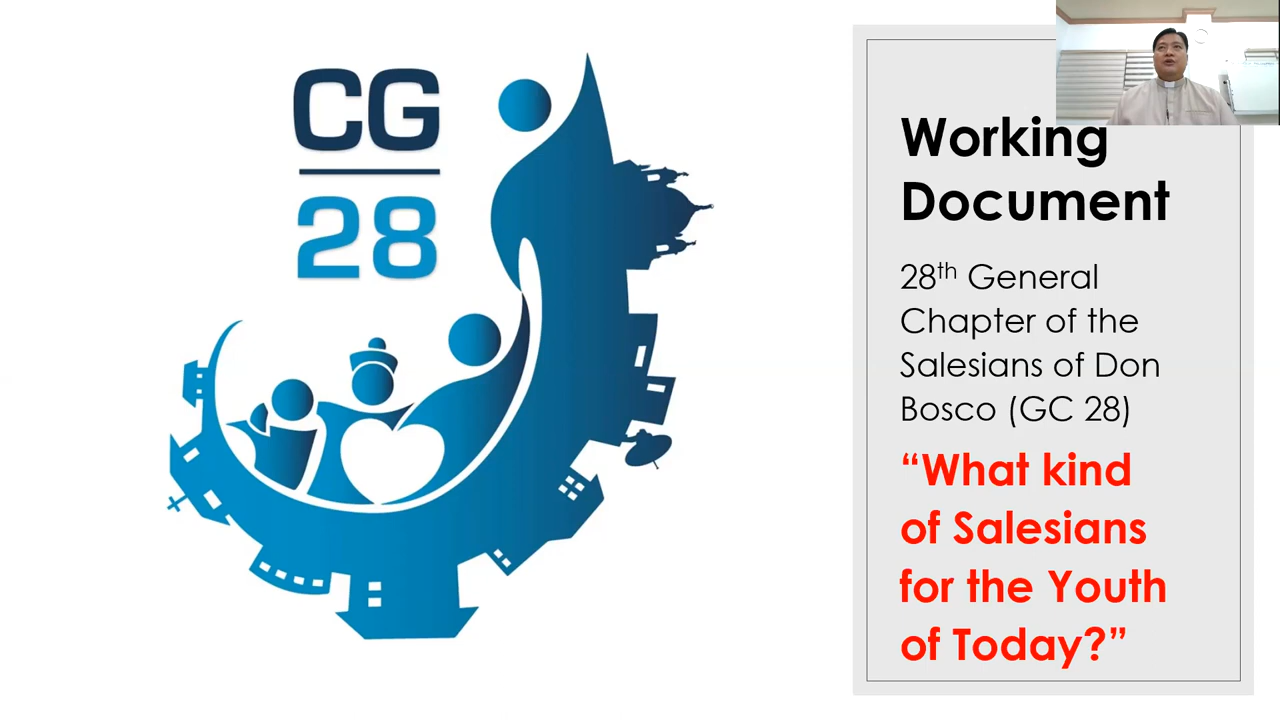 CG
28
Working
Document
28th General
Chapter of the
Salesians of Don
Bosco (GC 28)
“What kind
of Salesians
for the Youth
of Today?”